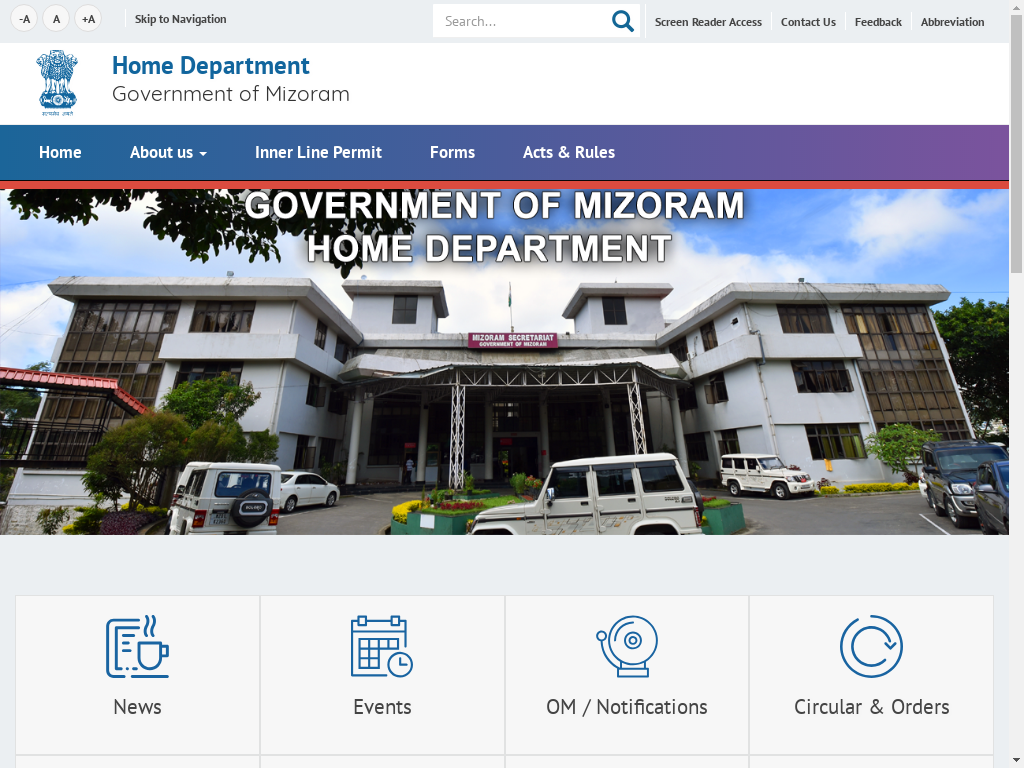 -A
A
+A
Skip to Navigation
Search...
Screen Reader Access
Contact Us
Feedback
Abbreviation
Home Department
Government of Mizoram
सत्यमेव जयते
Home
About us
Inner Line Permit
Forms
Acts & Rules
GOVERNMENT OF MIZORAM
HOME DEPARTMENT
MIZORAM SECRETARIAT
GOVERNMENT OF MIZORAM
News
Events
OM / Notifications
Circular & Orders